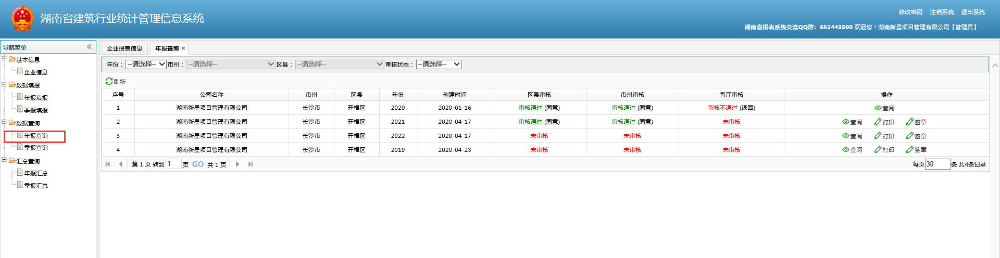 湖南省建筑行业统计管理信息系统
修改密码 注销系统 退出系统
湖南首报表系统交流QQ群：682443500 欢迎您！湖南新星项目管理有限公司【管理员】！
导航菜单
基本信息
企业信息
数据填报
年报填报
季报填报
数据查询
年报查询
季报查询
汇总查询
年报汇总
季报汇总
企业报表信息 年报查询
年份： --请选择-- 市州： --请选择-- 区县： --请选择-- 审核状态： --请选择--
刷新
序号 公司名称 市州 区县 年份 创建时间 区县审核 市州审核 首厅审核 操作
1 湖南新星项目管理有限公司 长沙市 开福区 2020 2020-01-16 审核通过 (同意) 审核通过 (同意) 审核不通过 (退回) 查阅
2 湖南新星项目管理有限公司 长沙市 开福区 2021 2020-04-17 审核通过 (同意) 审核通过 (同意) 未审核 查阅 打印 签章
3 湖南新星项目管理有限公司 长沙市 开福区 2022 2020-04-17 未审核 未审核 未审核 查阅 打印 签章
4 湖南新星项目管理有限公司 长沙市 开福区 2019 2020-04-23 未审核 未审核 未审核 查阅 打印 签章
第 1 页 转到 1 页 GO 共 1 页 每页 30 条 共4条记录